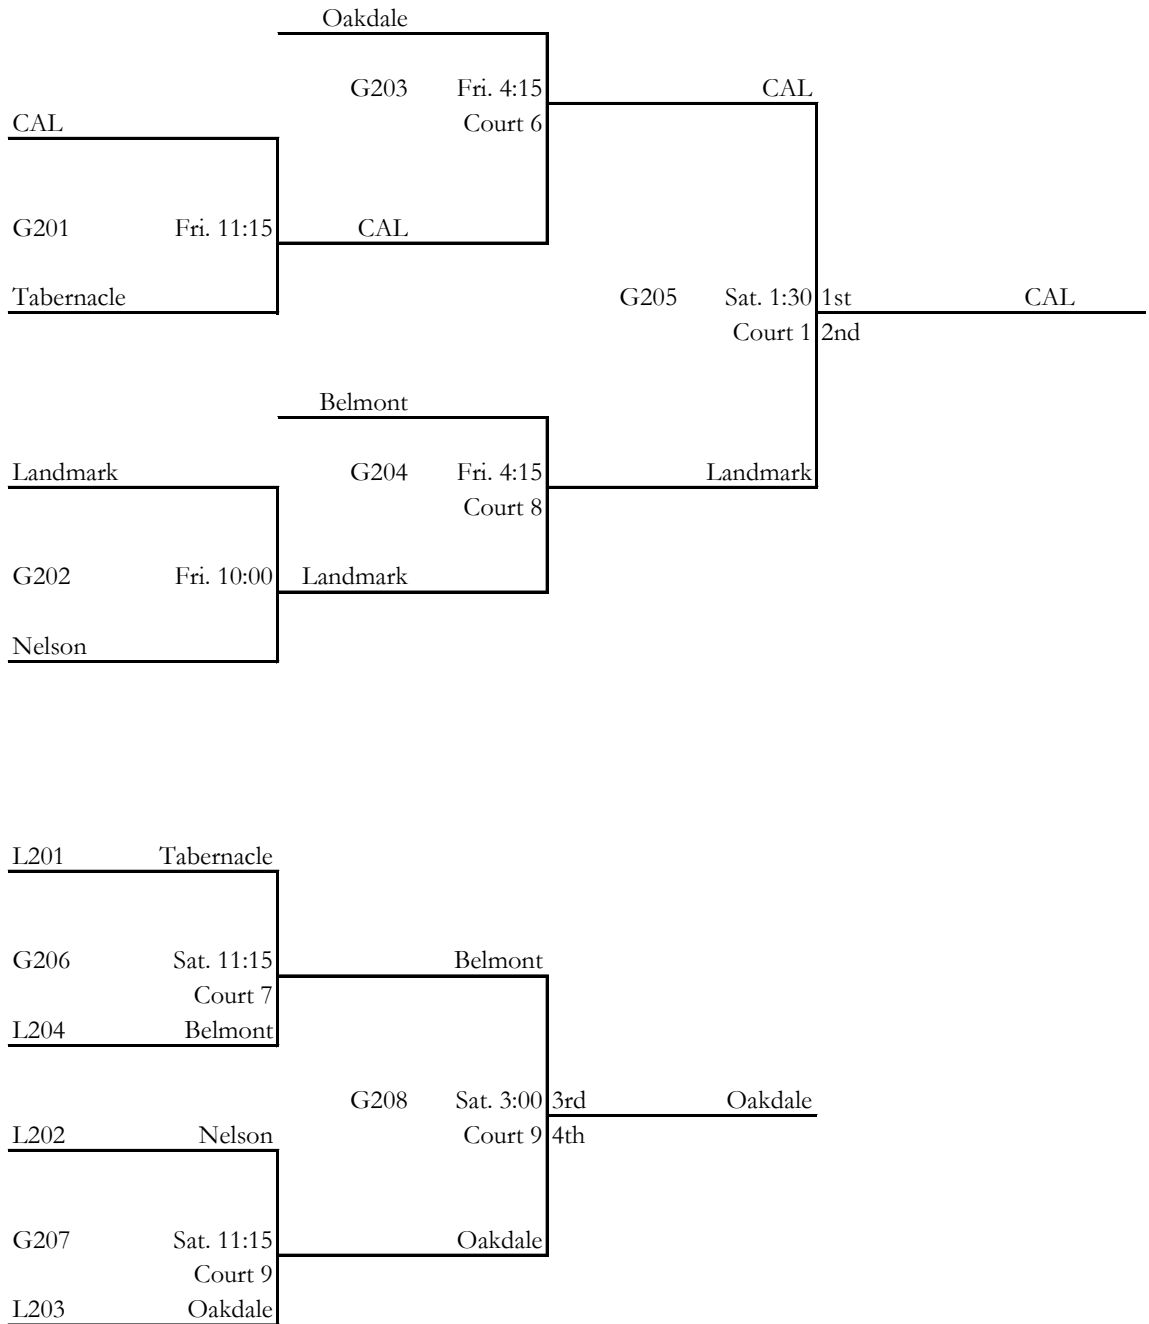 Oakdale
G203 Fri. 4:15 CAL
CAL Court 6
G201 Fri. 11:15 CAL
Tabernacle G205 Sat. 1:30 1st CAL
Court 1 2nd
Belmont
Landmark G204 Fri. 4:15 Landmark
Court 8
G202 Fri. 10:00 Landmark
Nelson
L201 Tabernacle
G206 Sat. 11:15 Belmont
Court 7
L204 Belmont
G208 Sat. 3:00 3rd Oakdale
L202 Nelson Court 9 4th
G207 Sat. 11:15 Oakdale
Court 9
L203 Oakdale